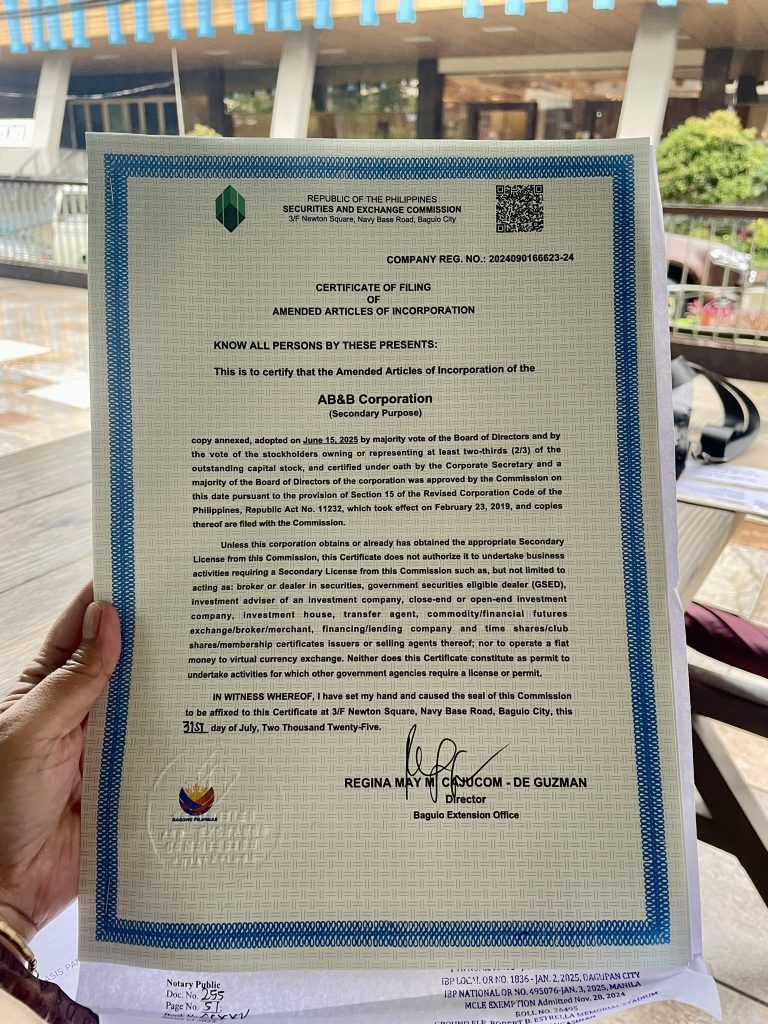 REPUBLIC OF THE PHILIPPINES
SECURITIES AND EXCHANGE COMMISSION
3/F Newton Square, Navy Base Road, Baguio City
COMPANY REG. NO.: 2024090166623-24
CERTIFICATE OF FILING
OF
AMENDED ARTICLES OF INCORPORATION
KNOW ALL PERSONS BY THESE PRESENTS:
This is to certify that the Amended Articles of Incorporation of the
AB&B Corporation
(Secondary Purpose)
copy annexed, adopted on June 15, 2025 by majority vote of the Board of Directors and by
the vote of the stockholders owning or representing at least two-thirds (2/3) of the
outstanding capital stock, and certified under oath by the Corporate Secretary and a
majority of the Board of Directors of the corporation was approved by the Commission on
this date pursuant to the provision of Section 15 of the Revised Corporation Code of the
Philippines, Republic Act No. 11232, which took effect on February 23, 2019, and copies
thereof are filed with the Commission.
Unless this corporation obtains or already has obtained the appropriate Secondary
License from this Commission, this Certificate does not authorize it to undertake business
activities requiring a Secondary License from this Commission such as, but not limited to
acting as: broker or dealer in securities, government securities eligible dealer (GSED),
investment adviser of an investment company, close-end or open-end investment
company, investment house, transfer agent, commodity/financial futures
exchange/broker/merchant, financing/lending company and time shares/club
shares/membership certificates issuers or selling agents thereof; nor to operate a fiat
money to virtual currency exchange. Neither does this Certificate constitute as permit to
undertake activities for which other government agencies require a license or permit.
IN WITNESS WHEREOF, I have set my hand and caused the seal of this Commission
to be affixed to this Certificate at 3/F Newton Square, Navy Base Road, Baguio City, this
31ST day of July, Two Thousand Twenty-Five.
REGINA MAY M. CAJUCOM - DE GUZMAN
Director
Baguio Extension Office
BAGONG PILIPINAS
Notary Public
Doc. No. 255
Page No. 51
IBP LOCAL OR NO. 1836 - JAN. 2, 2025, DAGUPAN CITY
IBP NATIONAL OR NO. 495076-JAN. 3, 2025, MANILA
MCLE EXEMPTION Admitted Nov. 28, 2024
ROLL NO. 26495